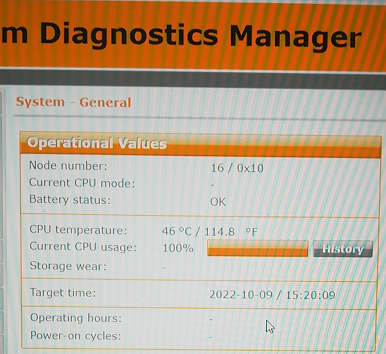 m Diagnostics Manager
System - General
Operational Values
Node number: 16 / 0x10
Current CPU mode: -
Battery status: OK
CPU temperature: 46 ºC / 114.8 ºF
Current CPU usage: 100% History
Storage wear: -
Target time: 2022-10-09 / 15:20:09
Operating hours: -
Power-on cycles: -